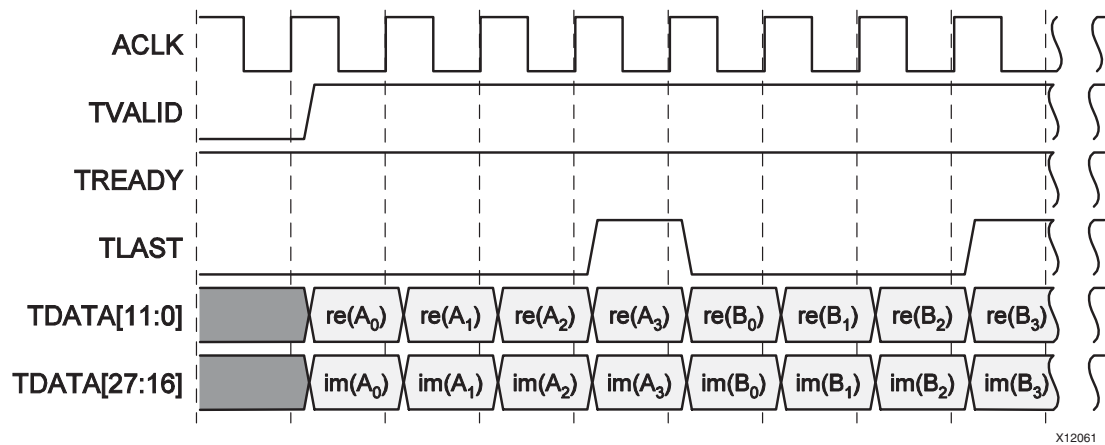 ACLK
TVALID
TREADY
TLAST
TDATA[11:0] re(A₀) re(A₁) re(A₂) re(A₃) re(B₀) re(B₁) re(B₂) re(B₃)
TDATA[27:16] im(A₀) im(A₁) im(A₂) im(A₃) im(B₀) im(B₁) im(B₂) im(B₃)
X12061